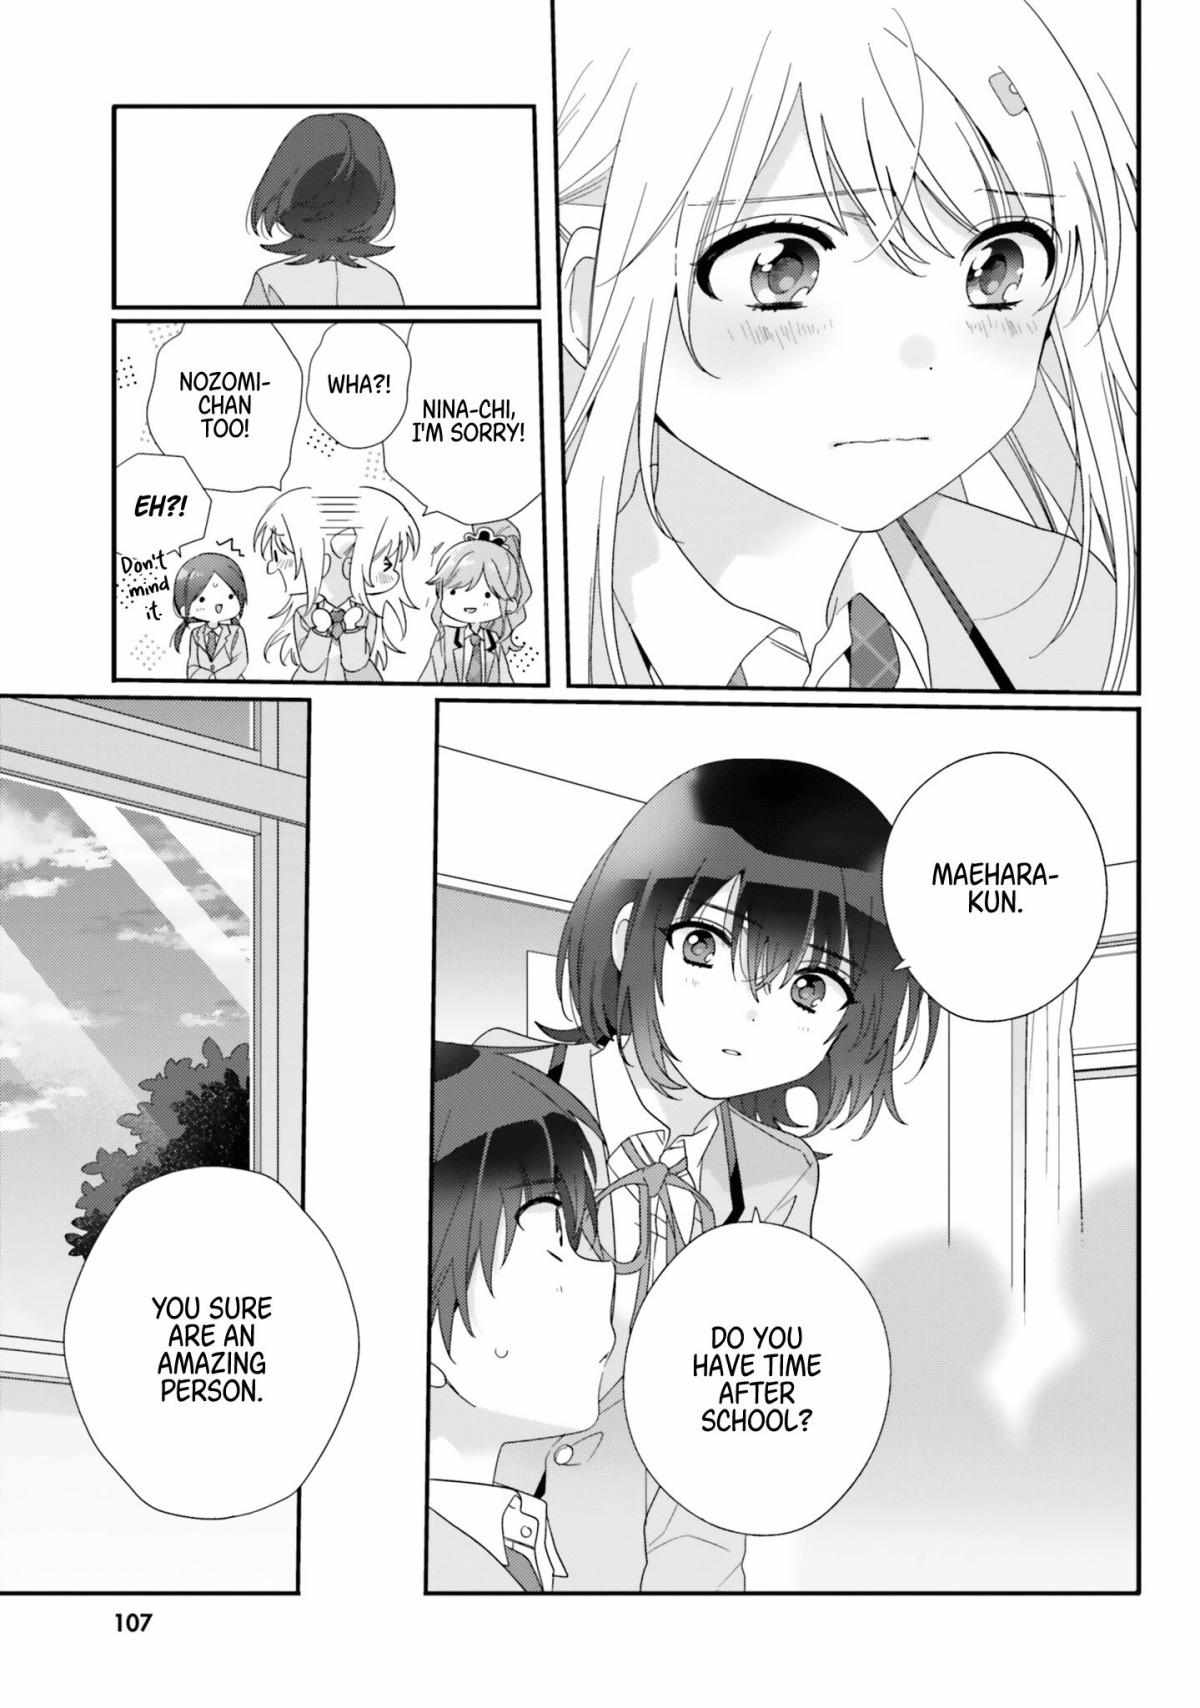 NINA-CHI,
I'M SORRY!
WHA?!
NOZOMI-
CHAN
TOO!
EH?!
Don't
mind
it
MAEHARA-
KUN.
DO YOU
HAVE TIME
AFTER
SCHOOL?
YOU SURE
ARE AN
AMAZING
PERSON.
107